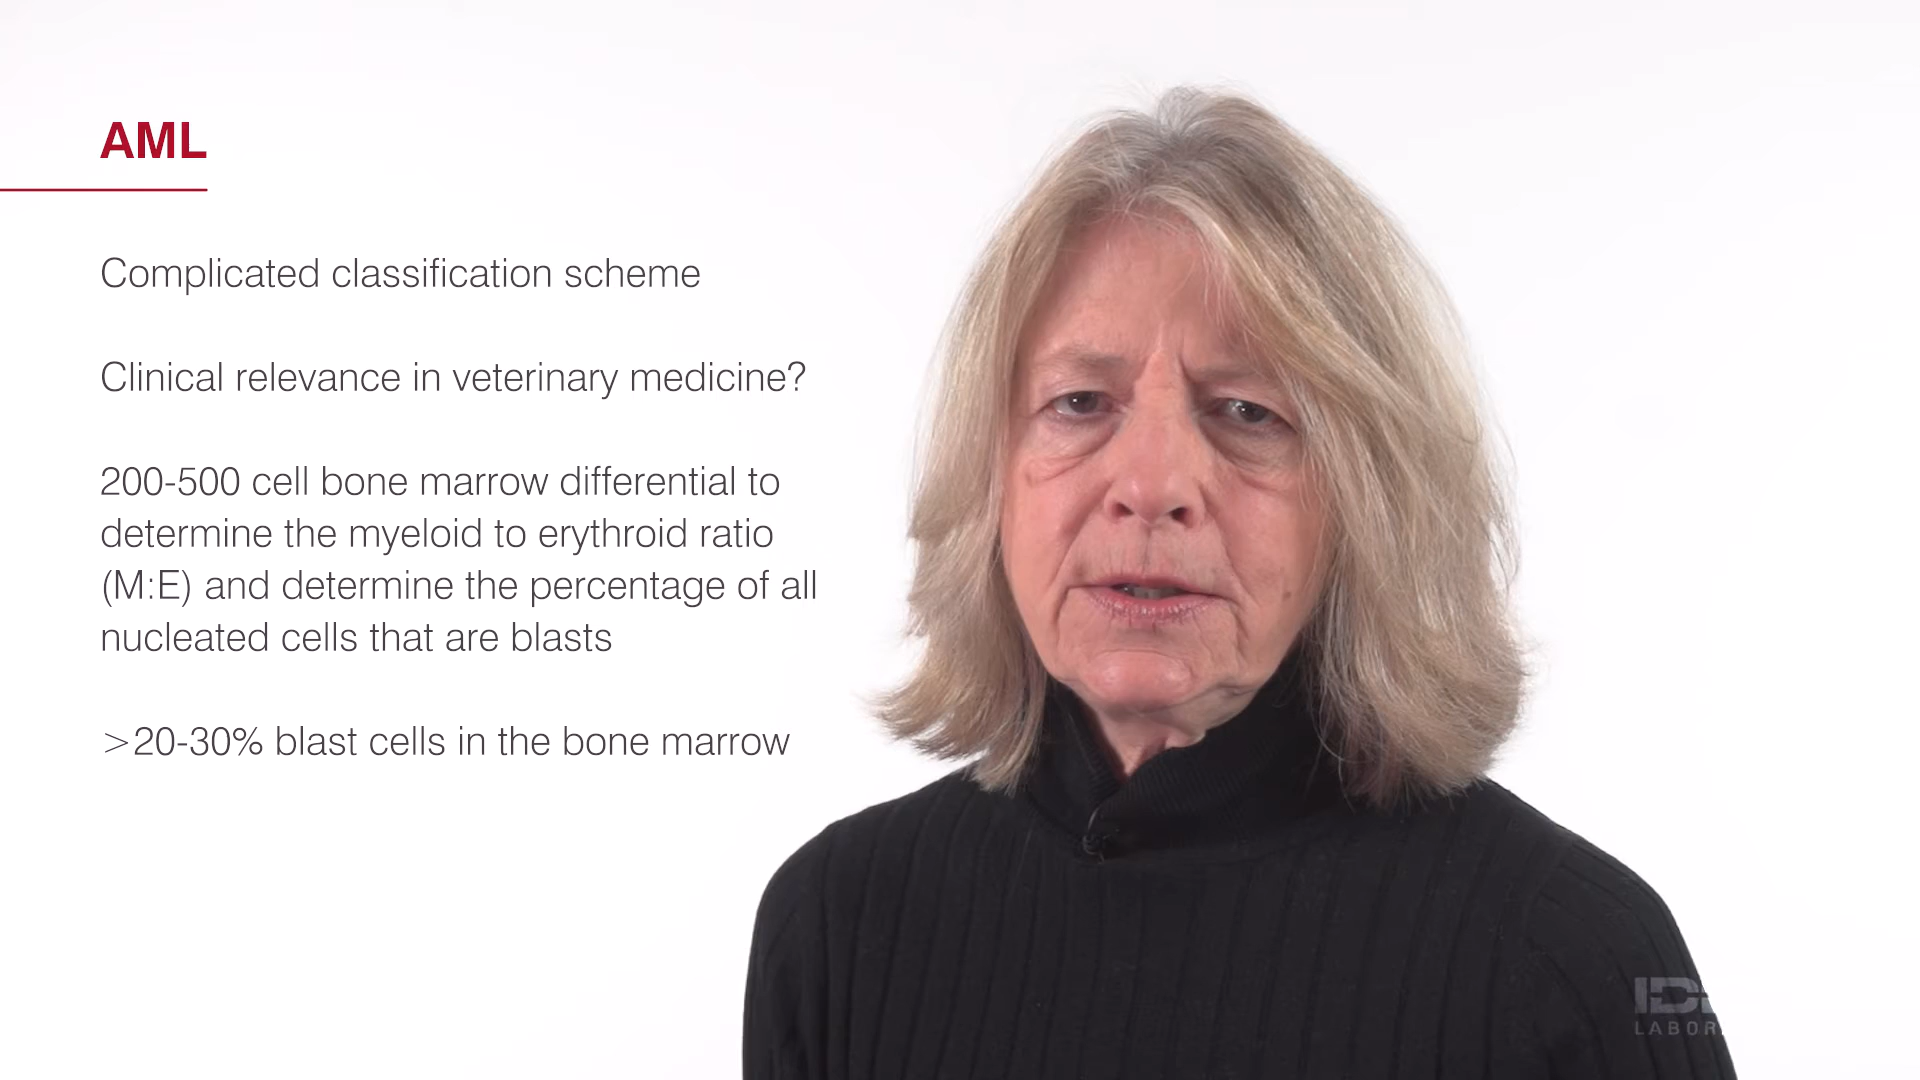 AML
Complicated classification scheme
Clinical relevance in veterinary medicine?
200-500 cell bone marrow differential to
determine the myeloid to erythroid ratio
(M:E) and determine the percentage of all
nucleated cells that are blasts
>20-30% blast cells in the bone marrow